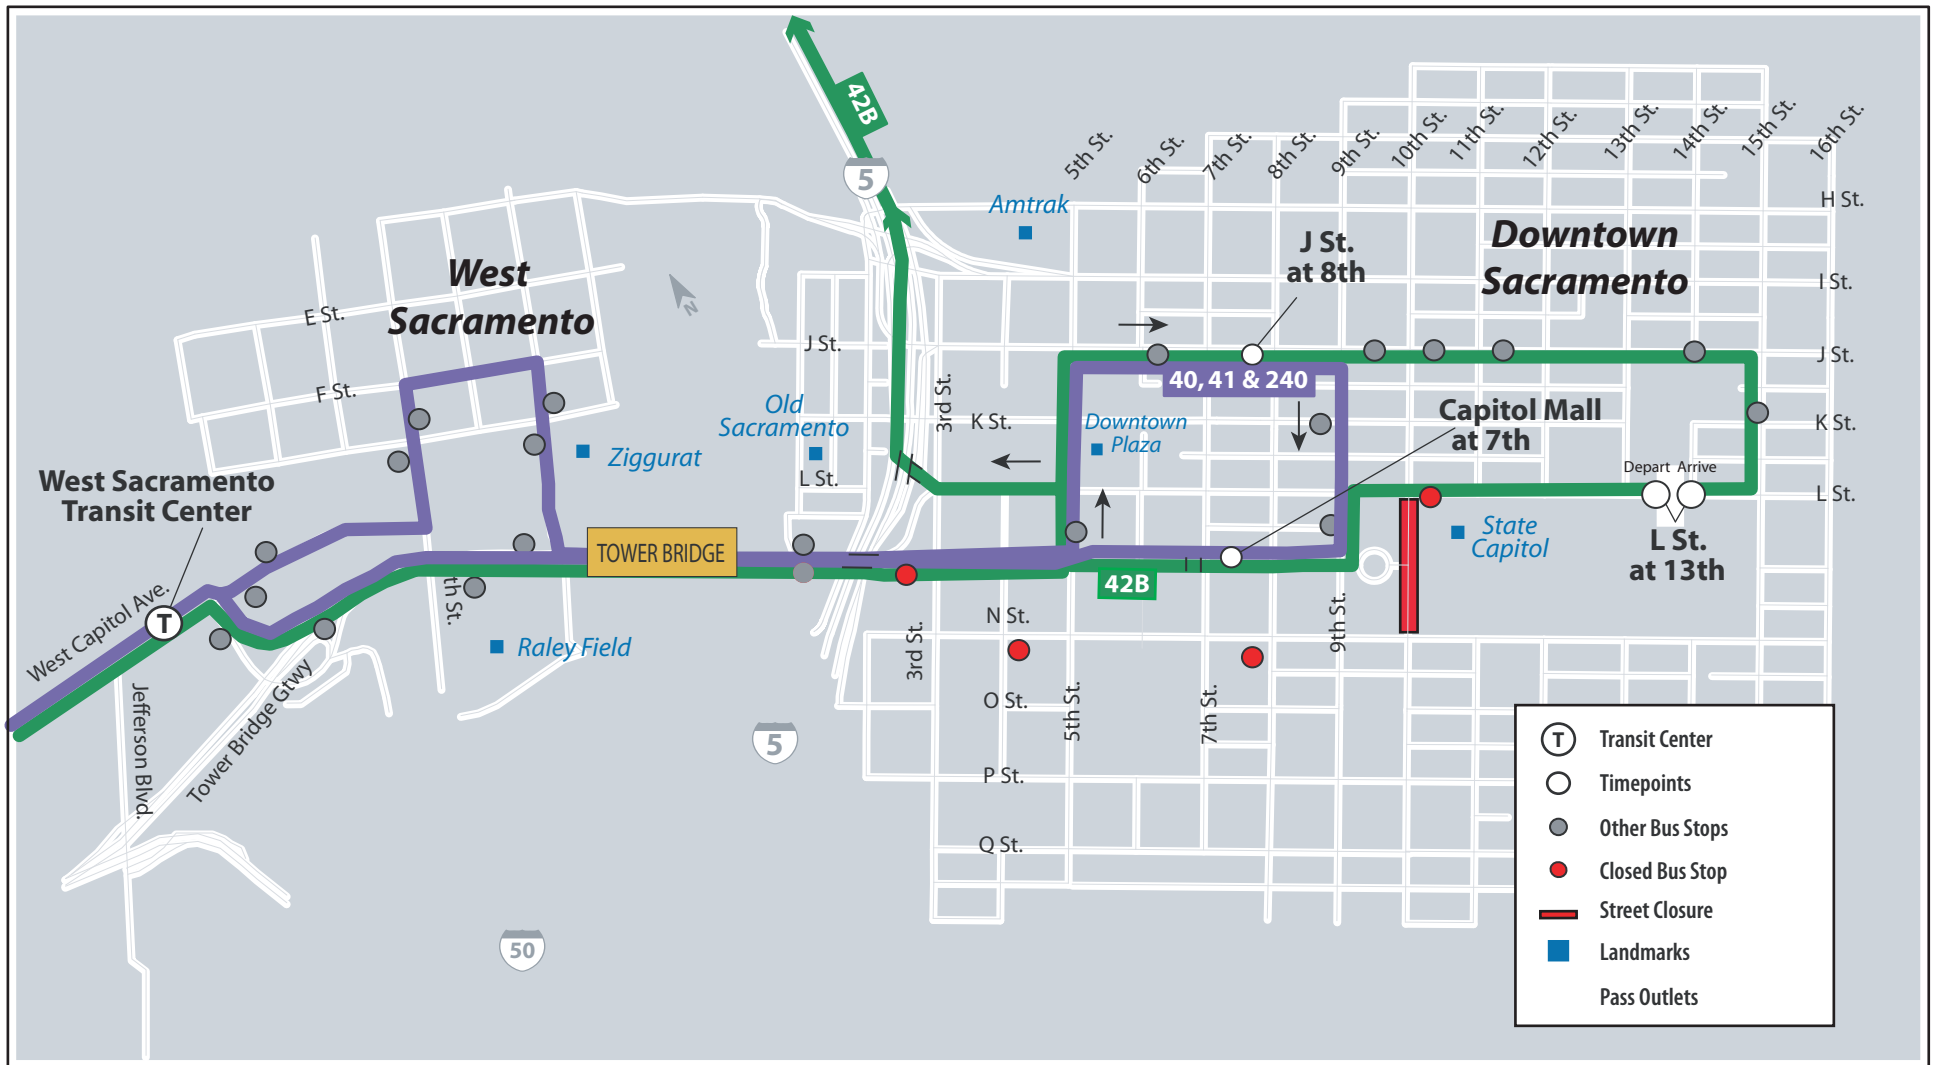 42B
5
5th St.
6th St.
7th St.
8th St.
9th St.
10th St.
11th St.
12th St.
13th St.
14th St.
15th St.
16th St.
Amtrak
H St.
J St.
at 8th
Downtown
Sacramento
I St.
West
Sacramento
N
E St.
F St.
J St.
J St.
40, 41 & 240
Old
Sacramento
3rd St.
K St.
Downtown
Plaza
Capitol Mall
at 7th
K St.
Ziggurat
L St.
Depart Arrive
L St.
West Sacramento
Transit Center
State
Capitol
L St.
at 13th
TOWER BRIDGE
42B
th St.
T
West Capitol Ave.
N St.
9th St.
Raley Field
3rd St.
Jefferson Blvd.
Tower Bridge Gtwy
O St.
5th St.
7th St.
5
P St.
Q St.
50
T Transit Center
Timepoints
Other Bus Stops
Closed Bus Stop
Street Closure
Landmarks
Pass Outlets